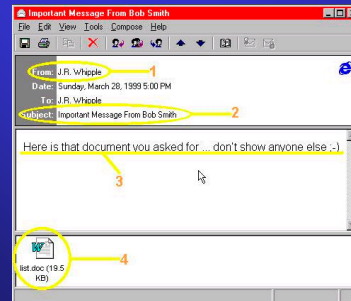 Important Message From Bob Smith
File Edit View Tools Compose Help
From: J.R. Whipple 1
Date: Sunday, March 28, 1999 5:00 PM
To: J.R. Whipple
Subject: Important Message From Bob Smith 2
Here is that document you asked for ... don't show anyone else ;-)
3
W
4
list.doc (19.5
KB)